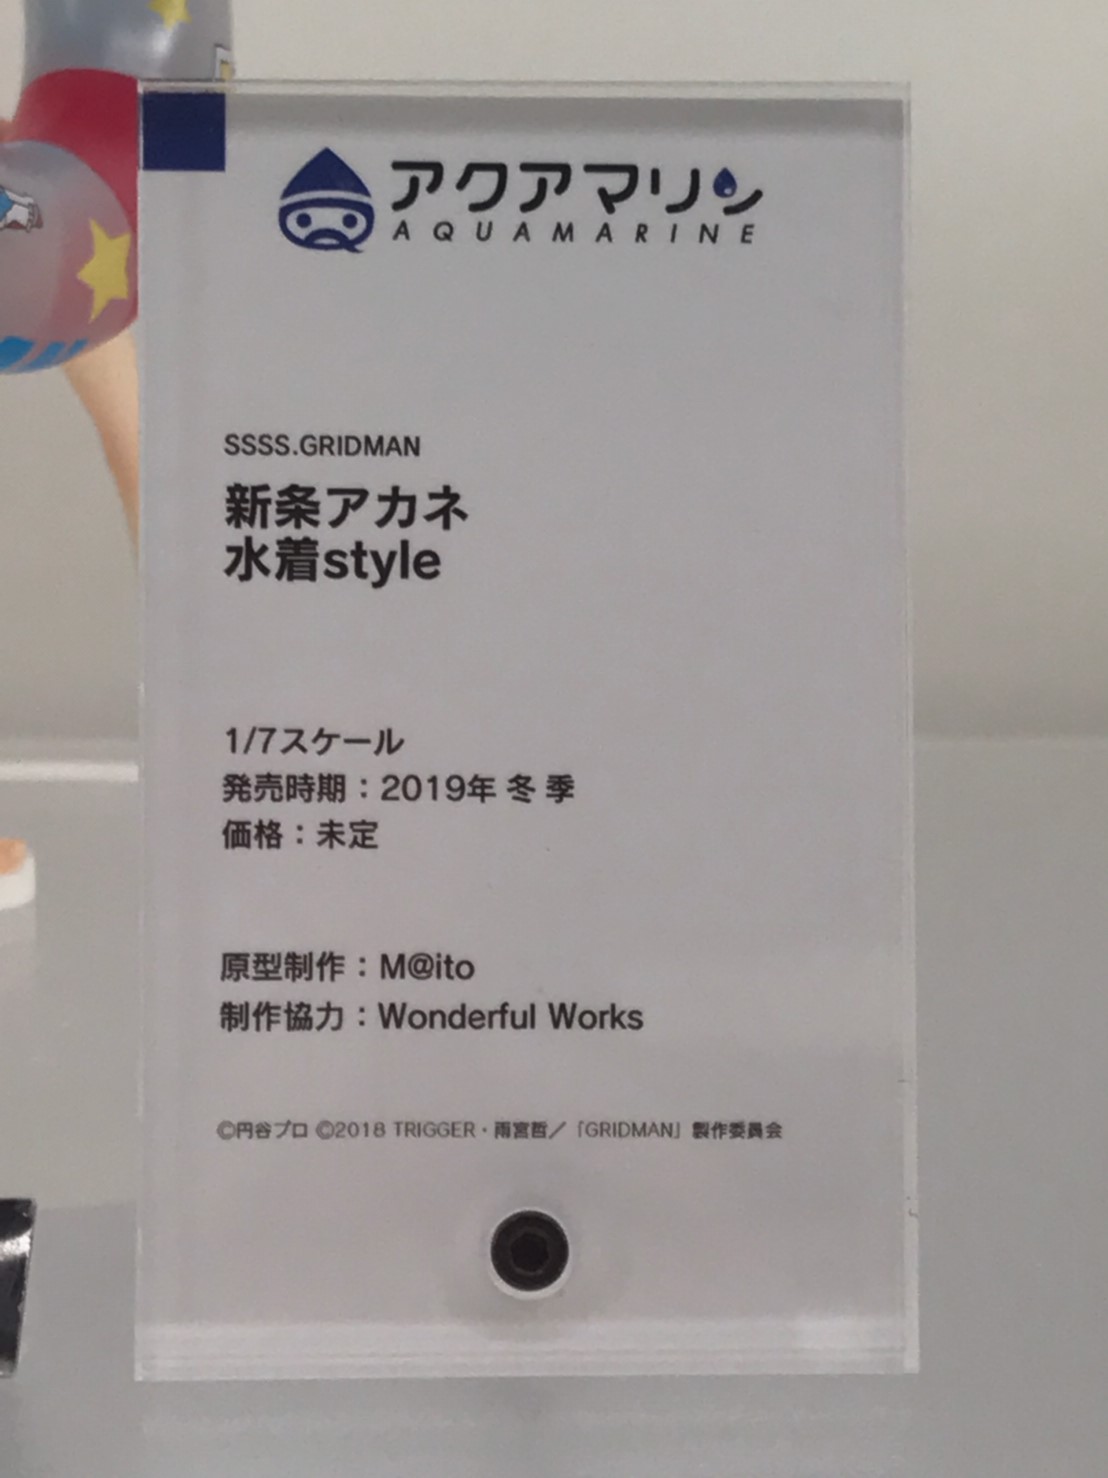 アクアマリン
AQUAMARINE
SSSS.GRIDMAN
新条アカネ
水着style
1/7スケール
発売時期：2019年 冬 季
価格：未定
原型制作：M@ito
制作協力：Wonderful Works
©円谷プロ ©2018 TRIGGER・雨宮哲／「GRIDMAN」製作委員会